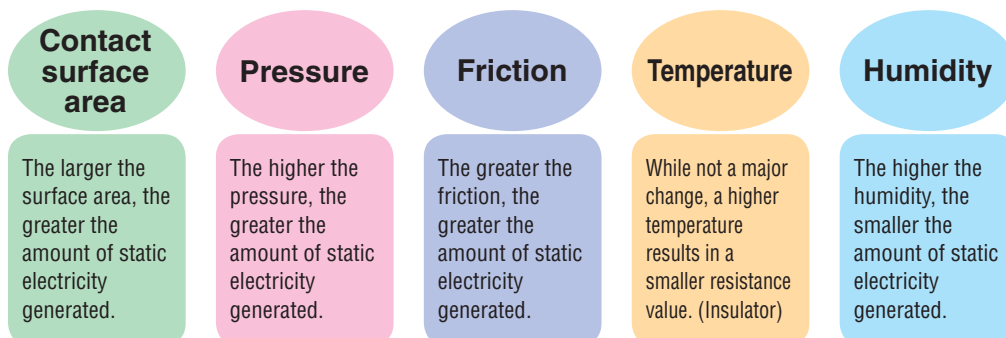 Contact
surface
area
The larger the
surface area, the
greater the
amount of static
electricity
generated.
Pressure
The higher the
pressure, the
greater the
amount of static
electricity
generated.
Friction
The greater the
friction, the
greater the
amount of static
electricity
generated.
Temperature
While not a major
change, a higher
temperature
results in a
smaller resistance
value. (Insulator)
Humidity
The higher the
humidity, the
smaller the
amount of static
electricity
generated.